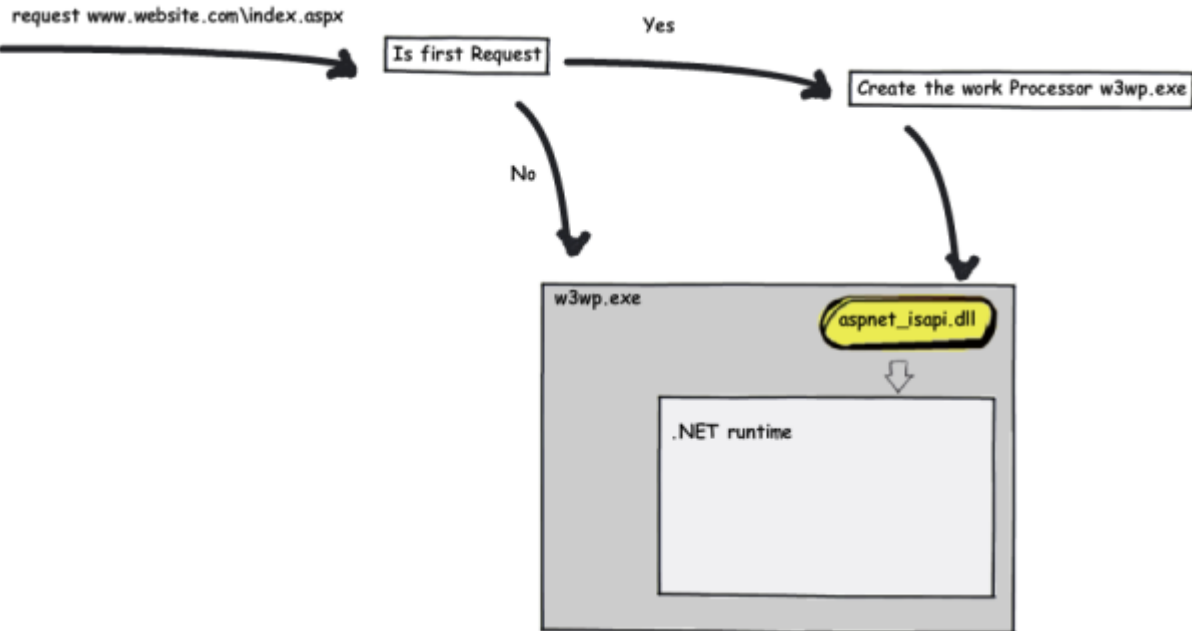 request www.website.com\index.aspx
Is first Request
Yes
Create the work Processor w3wp.exe
No
w3wp.exe
aspnet_isapi.dll
.NET runtime